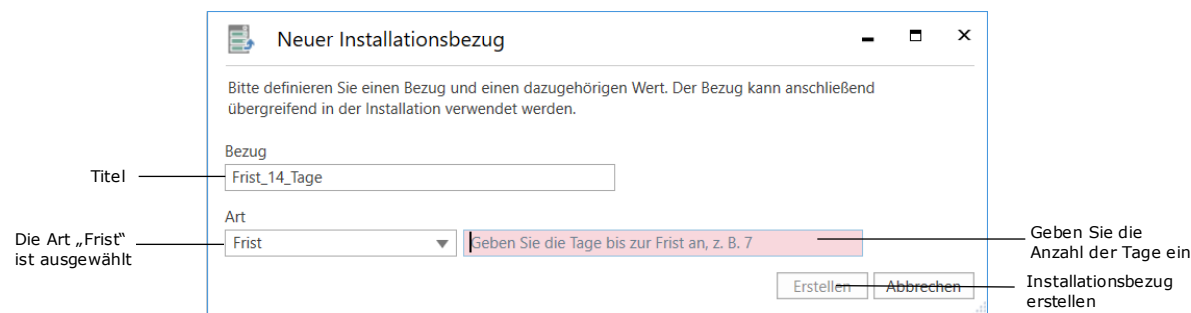 Neuer Installationsbezug
Bitte definieren Sie einen Bezug und einen dazugehörigen Wert. Der Bezug kann anschließend
übergreifend in der Installation verwendet werden.
Bezug
Titel
Frist_14_Tage
Art
Die Art „Frist“
ist ausgewählt
Frist
Geben Sie die Tage bis zur Frist an, z. B. 7
Geben Sie die
Anzahl der Tage ein
Erstellen
Abbrechen
Installationsbezug
erstellen